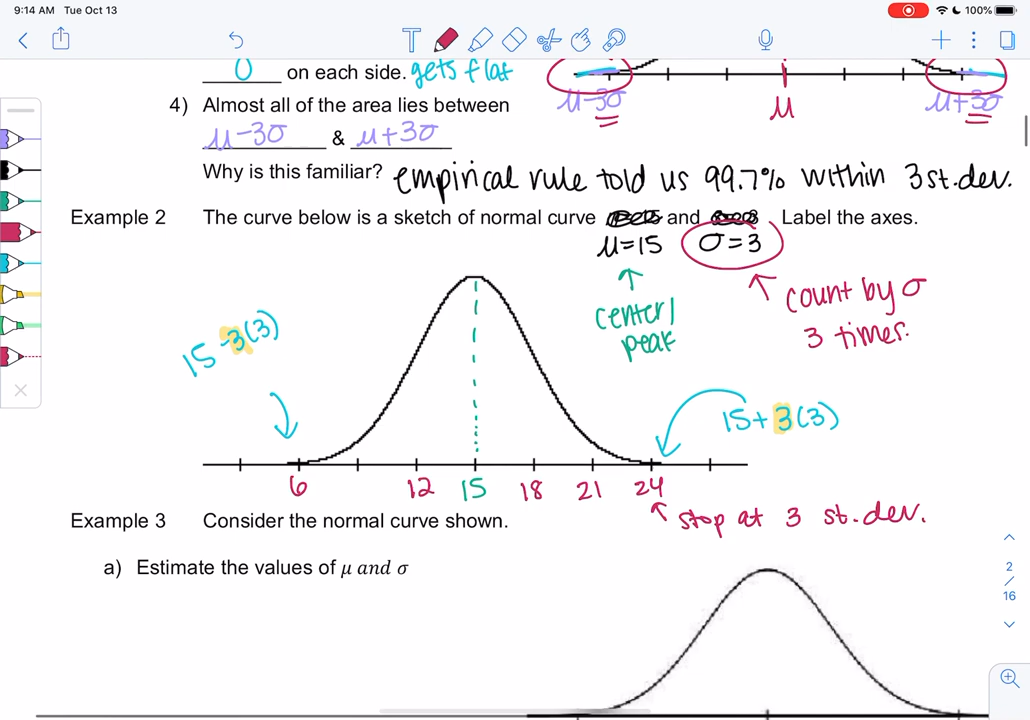 9:14 AM Tue Oct 13
100%
0 on each side. gets flat
μ-3σ
μ
μ+3σ
4) Almost all of the area lies between
μ-3σ & μ+3σ
Why is this familiar? empirical rule told us 99.7% within 3 st. dev.
Example 2 The curve below is a sketch of normal curve and Label the axes.
μ=15 σ=3
center/
peak
count by σ
3 times.
15-3(3)
15+3(3)
6 12 15 18 21 24
stop at 3 st. dev.
Example 3 Consider the normal curve shown.
a) Estimate the values of μ and σ
2
/
16